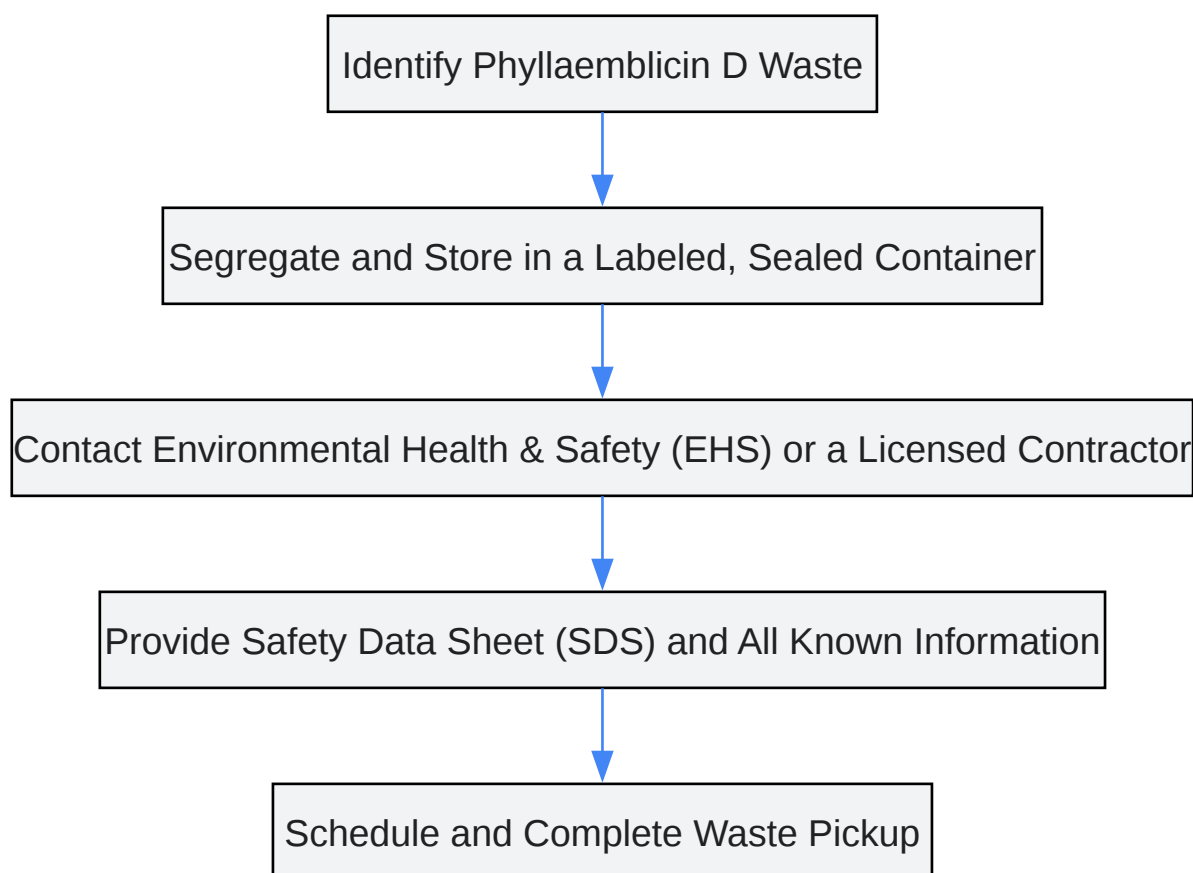 Identify Phyllaemblicin D Waste
Segregate and Store in a Labeled, Sealed Container
Contact Environmental Health & Safety (EHS) or a Licensed Contractor
Provide Safety Data Sheet (SDS) and All Known Information
Schedule and Complete Waste Pickup